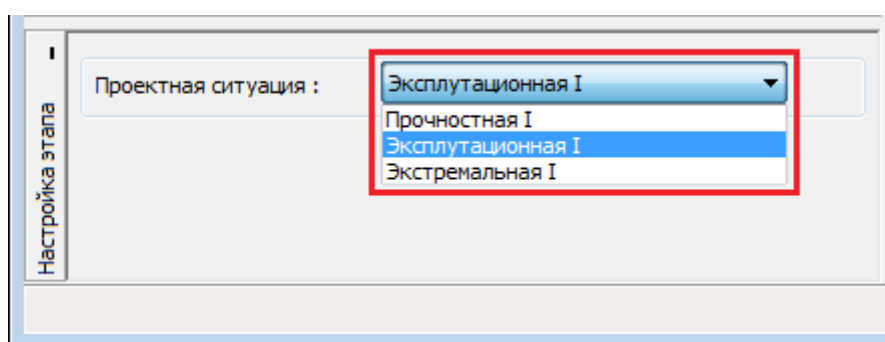 Настройка этапа
Проектная ситуация :
Эксплутационная I
Прочностная I
Эксплутационная I
Экстремальная I